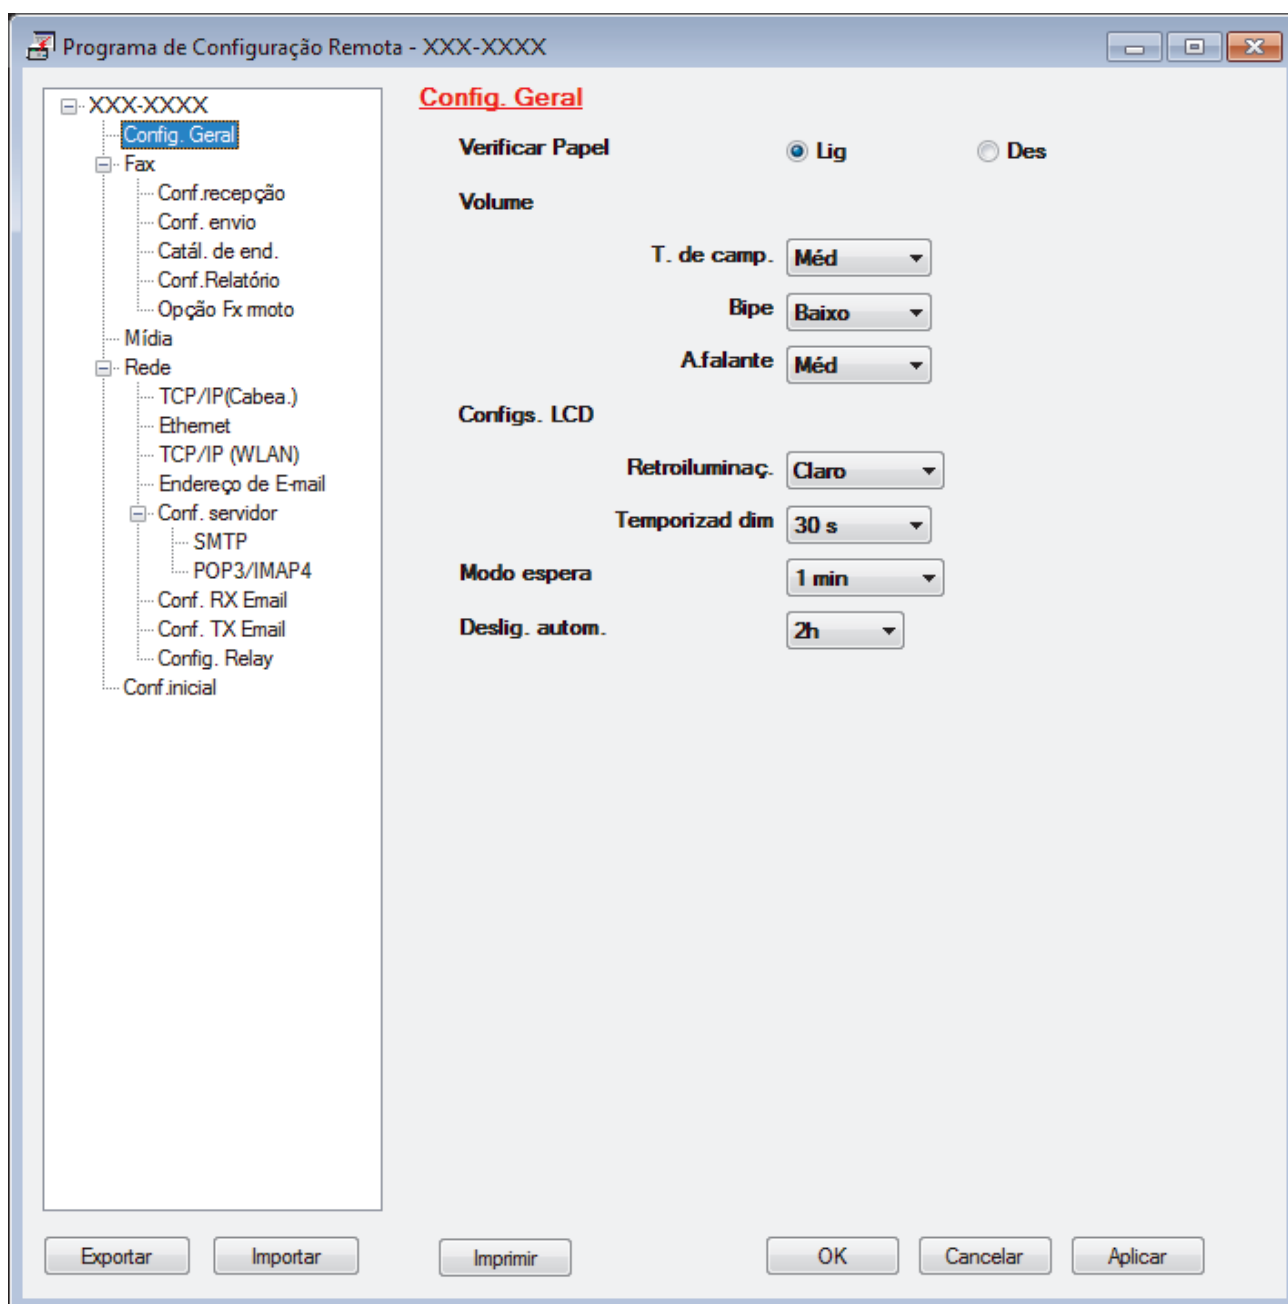 Programa de Configuração Remota - XXX-XXXX
XXX-XXXX
Config. Geral
Fax
Conf.recepção
Conf. envio
Catál. de end.
Conf.Relatório
Opção Fx rmoto
Mídia
Rede
TCP/IP(Cabea.)
Ethernet
TCP/IP (WLAN)
Endereço de E-mail
Conf. servidor
SMTP
POP3/IMAP4
Conf. RX Email
Conf. TX Email
Config. Relay
Conf.inicial
Config. Geral
Verificar Papel Lig Des
Volume
T. de camp. Méd
Bipe Baixo
A.falante Méd
Configs. LCD
Retroiluminaç. Claro
Temporizad dim 30 s
Modo espera 1 min
Deslig. autom. 2h
Exportar Importar Imprimir OK Cancelar Aplicar